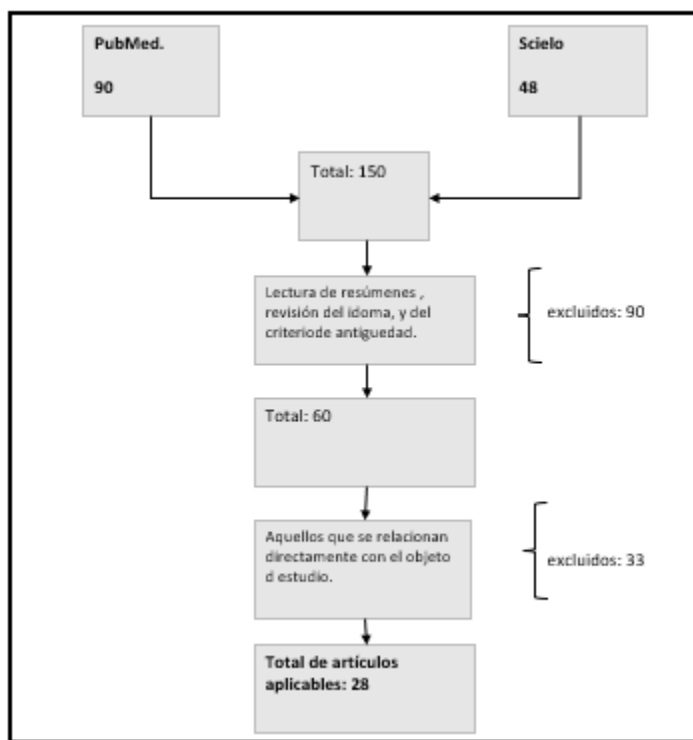 PubMed.
90
Scielo
48
Total: 150
Lectura de resúmenes ,
revisión del idoma, y del
criteriode antiguedad.
excluidos: 90
Total: 60
Aquellos que se relacionan
directamente con el objeto
d estudio.
excluidos: 33
Total de artículos
aplicables: 28